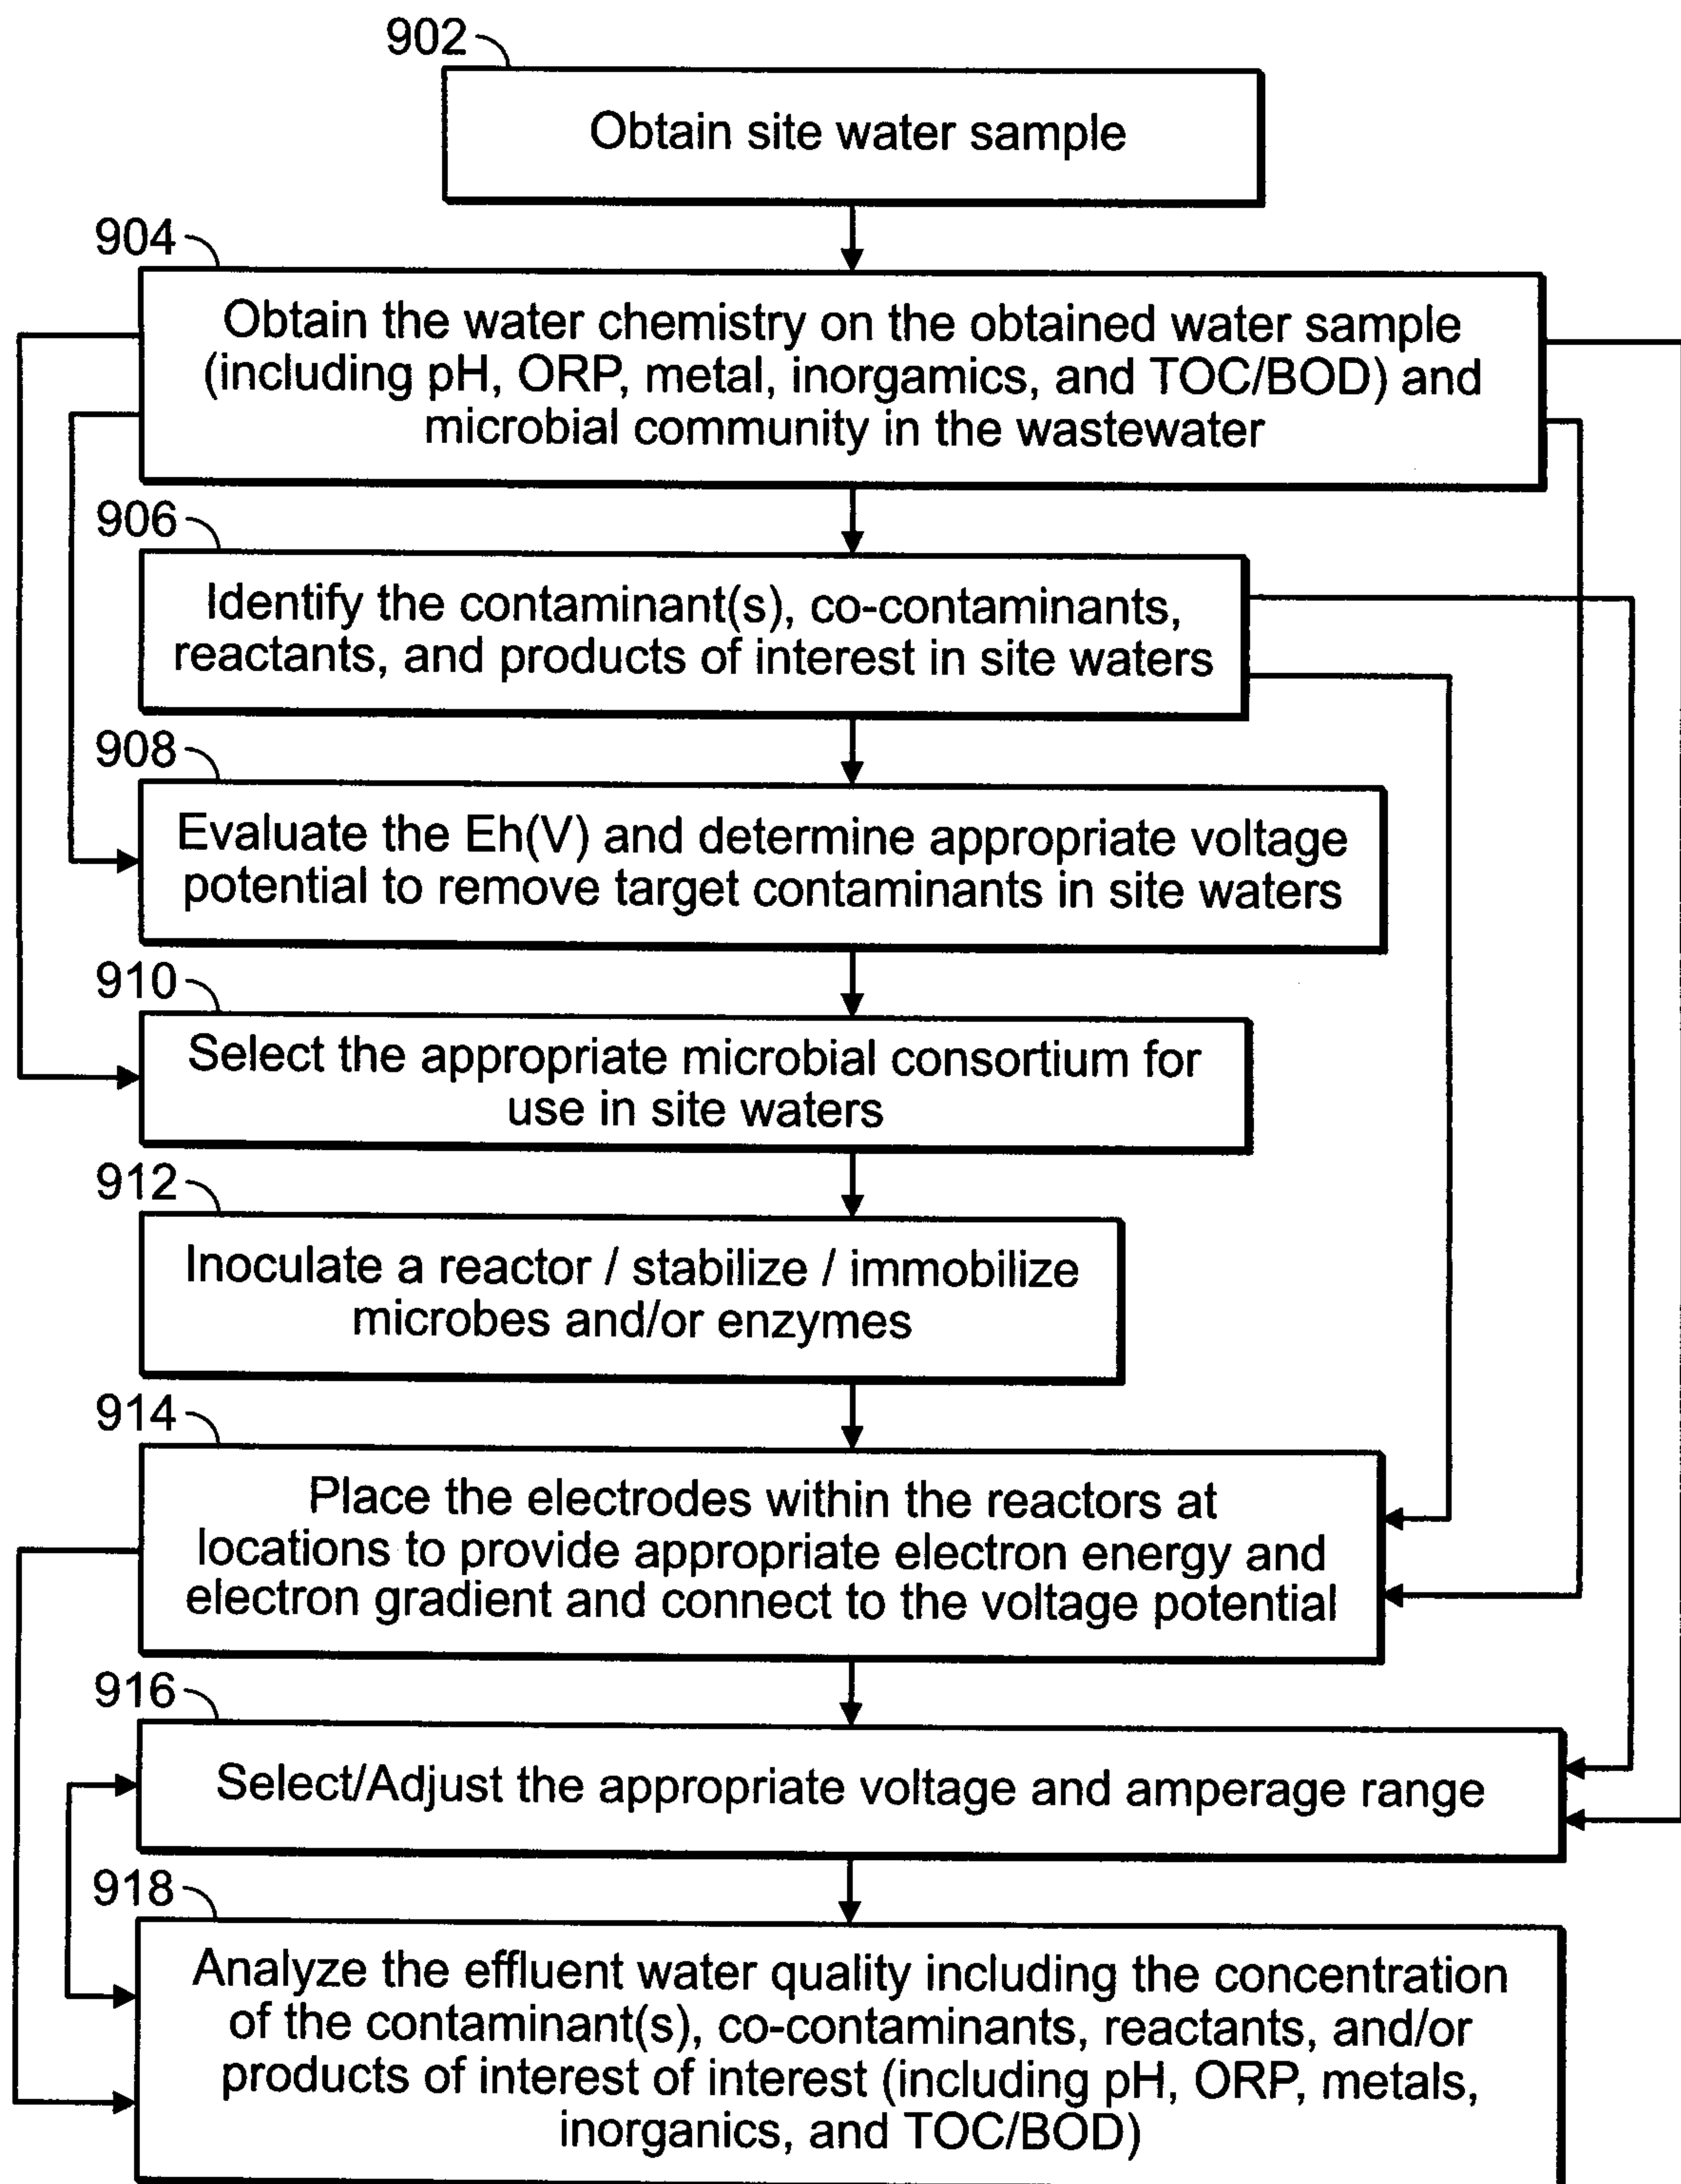 902
Obtain site water sample
904
Obtain the water chemistry on the obtained water sample
(including pH, ORP, metal, inorgamics, and TOC/BOD) and
microbial community in the wastewater
906
Identify the contaminant(s), co-contaminants,
reactants, and products of interest in site waters
908
Evaluate the Eh(V) and determine appropriate voltage
potential to remove target contaminants in site waters
910
Select the appropriate microbial consortium for
use in site waters
912
Inoculate a reactor / stabilize / immobilize
microbes and/or enzymes
914
Place the electrodes within the reactors at
locations to provide appropriate electron energy and
electron gradient and connect to the voltage potential
916
Select/Adjust the appropriate voltage and amperage range
918
Analyze the effluent water quality including the concentration
of the contaminant(s), co-contaminants, reactants, and/or
products of interest of interest (including pH, ORP, metals,
inorganics, and TOC/BOD)